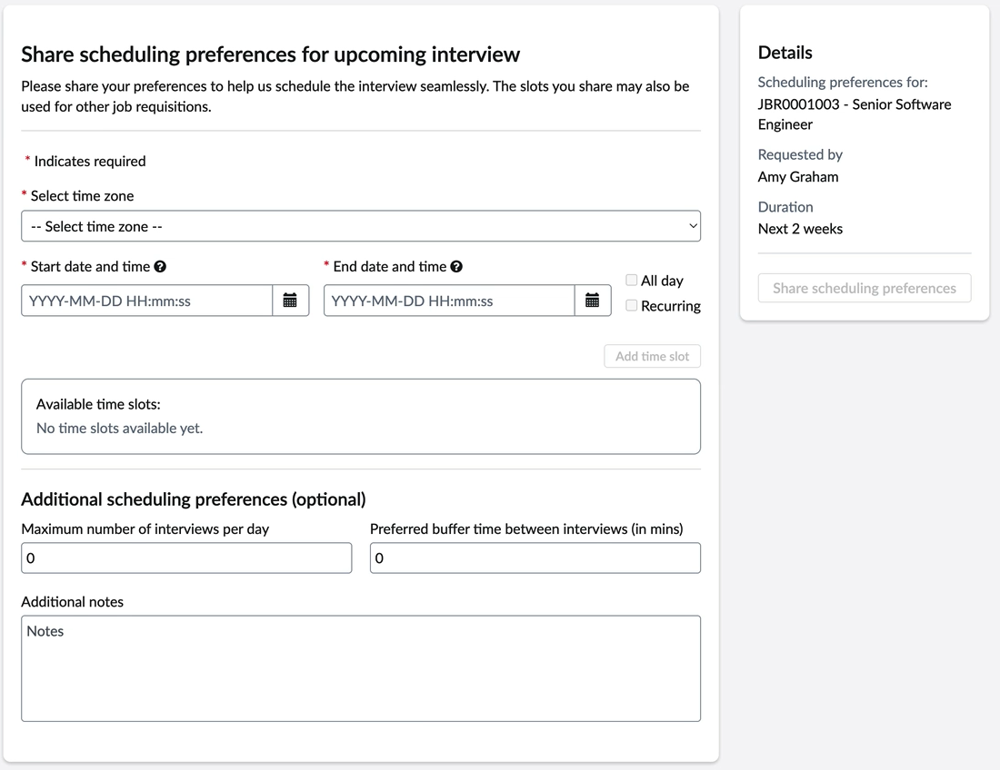 Share scheduling preferences for upcoming interview
Please share your preferences to help us schedule the interview seamlessly. The slots you share may also be
used for other job requisitions.
* Indicates required
* Select time zone
-- Select time zone --
* Start date and time ?
* End date and time ?
YYYY-MM-DD HH:mm:ss
YYYY-MM-DD HH:mm:ss
All day
Recurring
Add time slot
Available time slots:
No time slots available yet.
Additional scheduling preferences (optional)
Maximum number of interviews per day
Preferred buffer time between interviews (in mins)
0
0
Additional notes
Notes
Details
Scheduling preferences for:
JBR0001003 - Senior Software
Engineer
Requested by
Amy Graham
Duration
Next 2 weeks
Share scheduling preferences